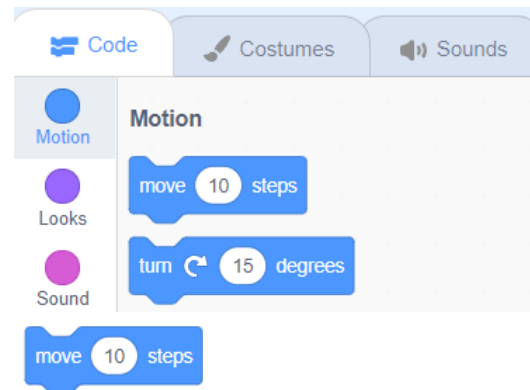 Code Costumes Sounds
Motion
Motion
move 10 steps
Looks
turn 15 degrees
Sound
move 10 steps